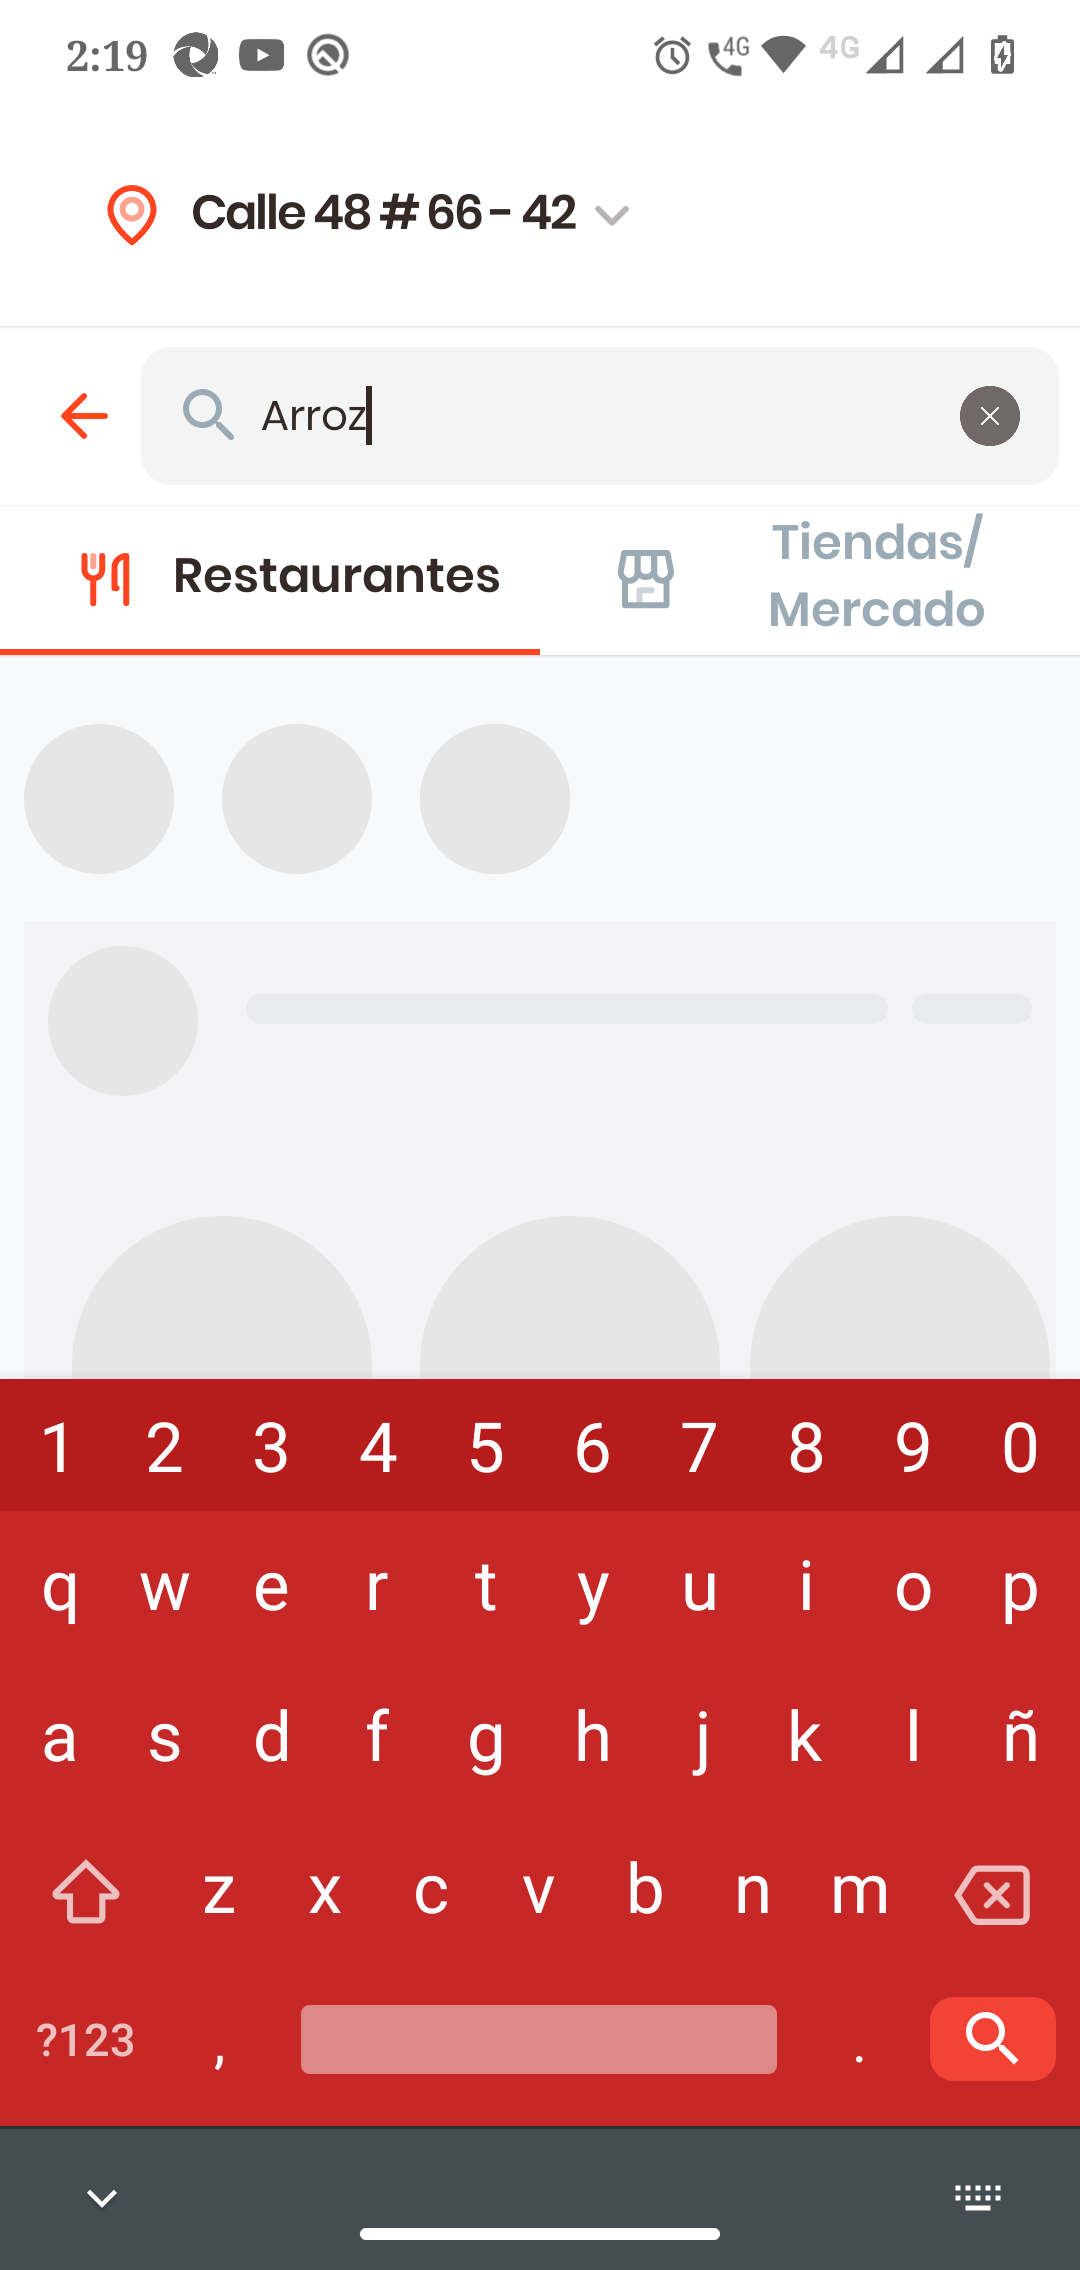 2:19 4G 4G
Calle 48 # 66 - 42
Arroz
Restaurantes
Tiendas/
Mercado
1 2 3 4 5 6 7 8 9 0
q w e r t y u i o p
a s d f g h j k l ñ
z x c v b n m
?123 , .